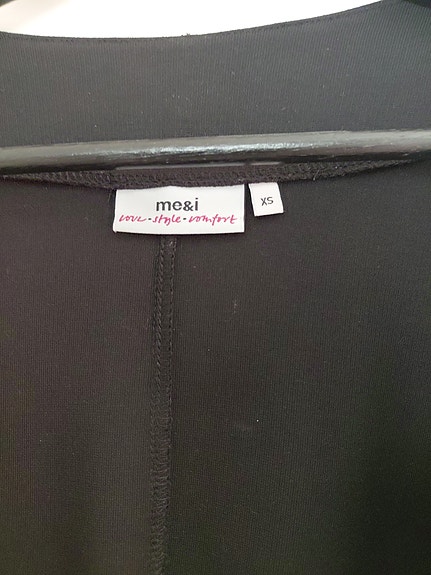 me&i
love • style • comfort
XS